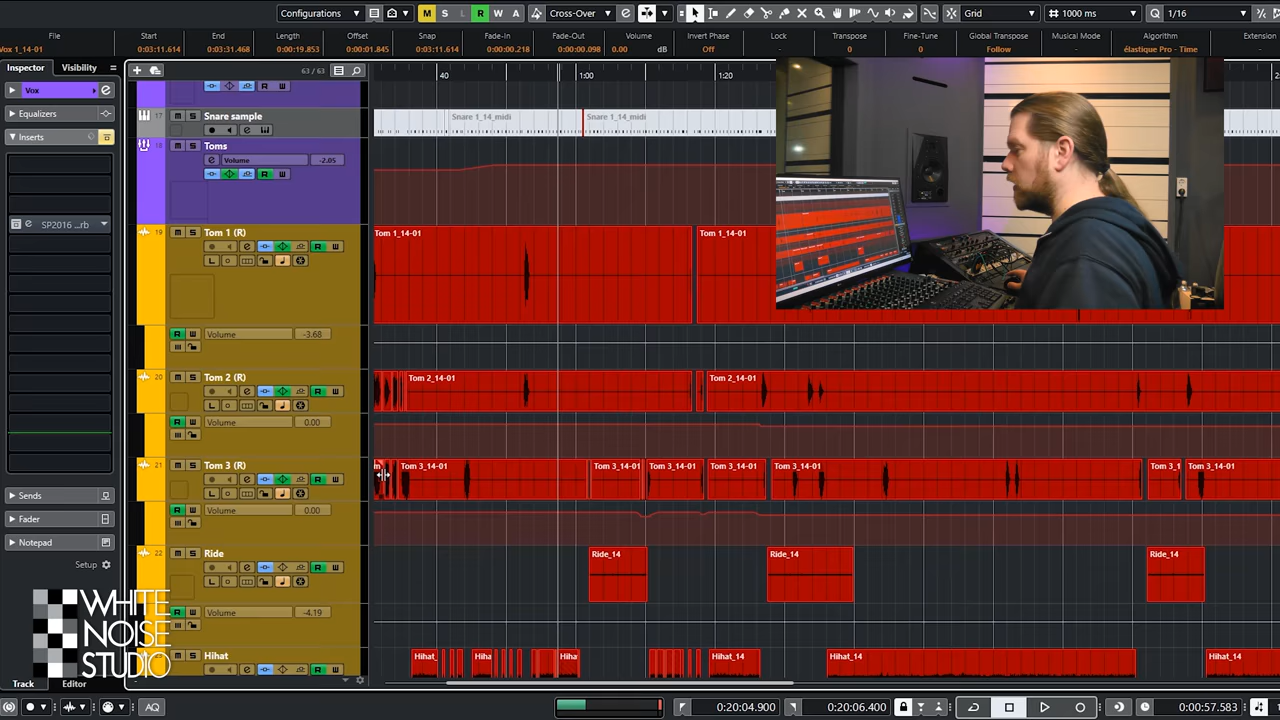 Configurations
M S L R W A
Cross-Over
Grid
1000 ms
1/16
File
Vox 1_14-01
Start
0:03:11.614
End
0:03:31.468
Length
0:00:19.853
Offset
0:00:01.845
Snap
0:03:11.614
Fade-In
0:00:00.218
Fade-Out
0:00:00.098
Volume
0.00 dB
Invert Phase
Off
Lock
-
Transpose
0
Fine-Tune
0
Global Transpose
Follow
Musical Mode
-
Algorithm
élastique Pro - Time
Extension
Inspector
Visibility
63 / 63
40
1:00
1:20
Vox
Equalizers
Inserts
SP2016 ..rb
Sends
Fader
Notepad
R W
17 M S Snare sample
Snare 1_14_midi
Snare 1_14_midi
18 Toms
Volume -2.05
R W
19 M S Tom 1 (R)
R W
L
Tom 1_14-01
Tom 1_14-01
R W Volume -3.68
20 M S Tom 2 (R)
R W
L
Tom 2_14-01
Tom 2_14-01
R W Volume 0.00
21 M S Tom 3 (R)
R W
L
Tom 3_14-01
Tom 3_14-01
Tom 3_14-01
Tom 3_14-01
Tom 3_14-01
Tom 3_1
Tom 3_14-01
R W Volume 0.00
22 M S Ride
R W
L
Ride_14
Ride_14
Ride_14
R W Volume -4.19
M S Hihat
R W
Hihat_
Hiha
Hiha
Hihat_14
Hihat_14
Hihat_14
WHITE
NOISE
STUDIO
Track
Editor
AQ
0:20:04.900
0:20:06.400
0:00:57.583